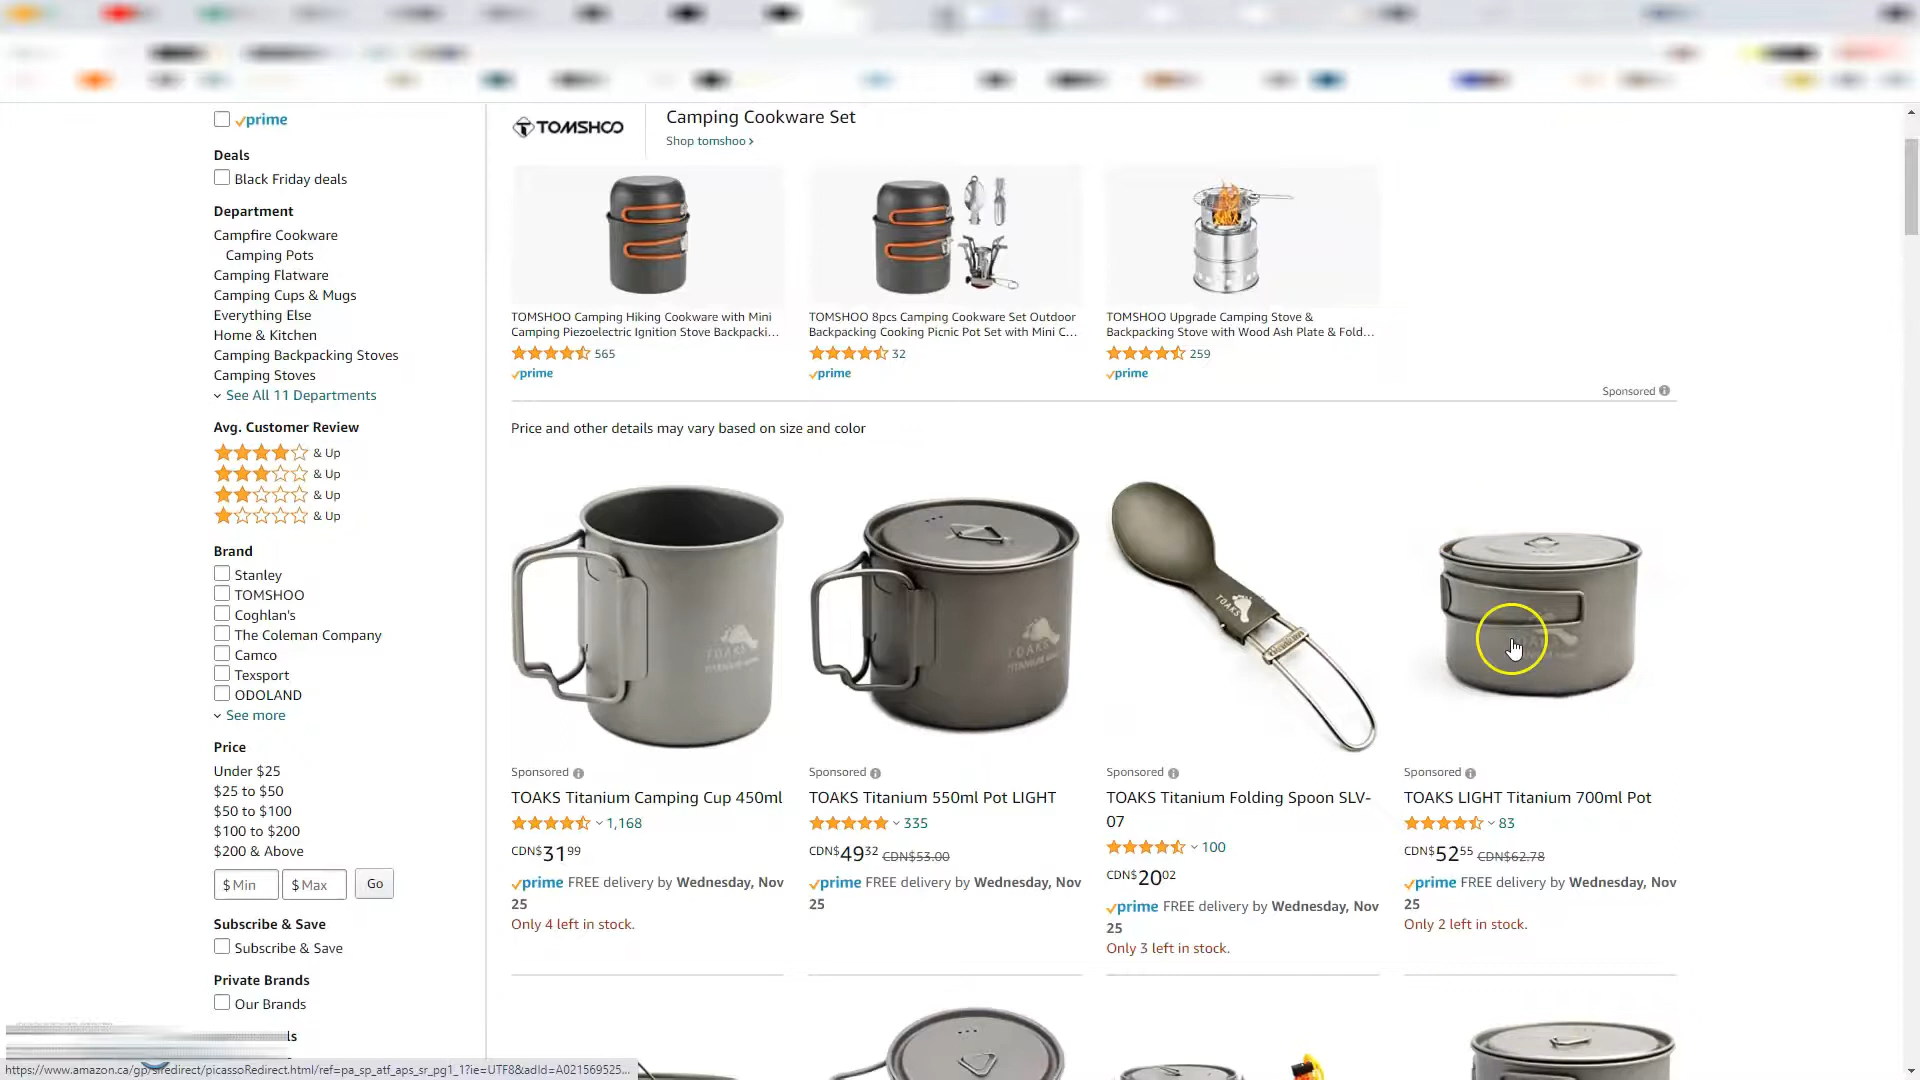 prime
Deals
Black Friday deals
Department
Campfire Cookware
Camping Pots
Camping Flatware
Camping Cups & Mugs
Everything Else
Home & Kitchen
Camping Backpacking Stoves
Camping Stoves
See All 11 Departments
Avg. Customer Review
& Up
& Up
& Up
& Up
Brand
Stanley
TOMSHOO
Coghlan's
The Coleman Company
Camco
Texsport
ODOLAND
See more
Price
Under $25
$25 to $50
$50 to $100
$100 to $200
$200 & Above
$ Min $ Max Go
Subscribe & Save
Subscribe & Save
Private Brands
Our Brands
ls
https://www.amazon.ca/gp/slredirect/picassoRedirect.html/ref=pa_sp_atf_aps_sr_pg1_1?ie=UTF8&adId=A021569525...
TOMSHOO
Camping Cookware Set
Shop tomshoo ›
TOMSHOO Camping Hiking Cookware with Mini
Camping Piezoelectric Ignition Stove Backpacki...
565
prime
TOMSHOO 8pcs Camping Cookware Set Outdoor
Backpacking Cooking Picnic Pot Set with Mini C...
32
prime
TOMSHOO Upgrade Camping Stove &
Backpacking Stove with Wood Ash Plate & Fold...
259
prime
Sponsored
Price and other details may vary based on size and color
TOAKS
TITANIUM
Sponsored
TOAKS Titanium Camping Cup 450ml
1,168
CDN$31.99
prime FREE delivery by Wednesday, Nov
25
Only 4 left in stock.
TOAKS
TITANIUM
Sponsored
TOAKS Titanium 550ml Pot LIGHT
335
CDN$49.32 CDN$53.00
prime FREE delivery by Wednesday, Nov
25
TOAKS
Sponsored
TOAKS Titanium Folding Spoon SLV-
07
100
CDN$20.02
prime FREE delivery by Wednesday, Nov
25
Only 3 left in stock.
Sponsored
TOAKS LIGHT Titanium 700ml Pot
83
CDN$52.55 CDN$62.78
prime FREE delivery by Wednesday, Nov
25
Only 2 left in stock.